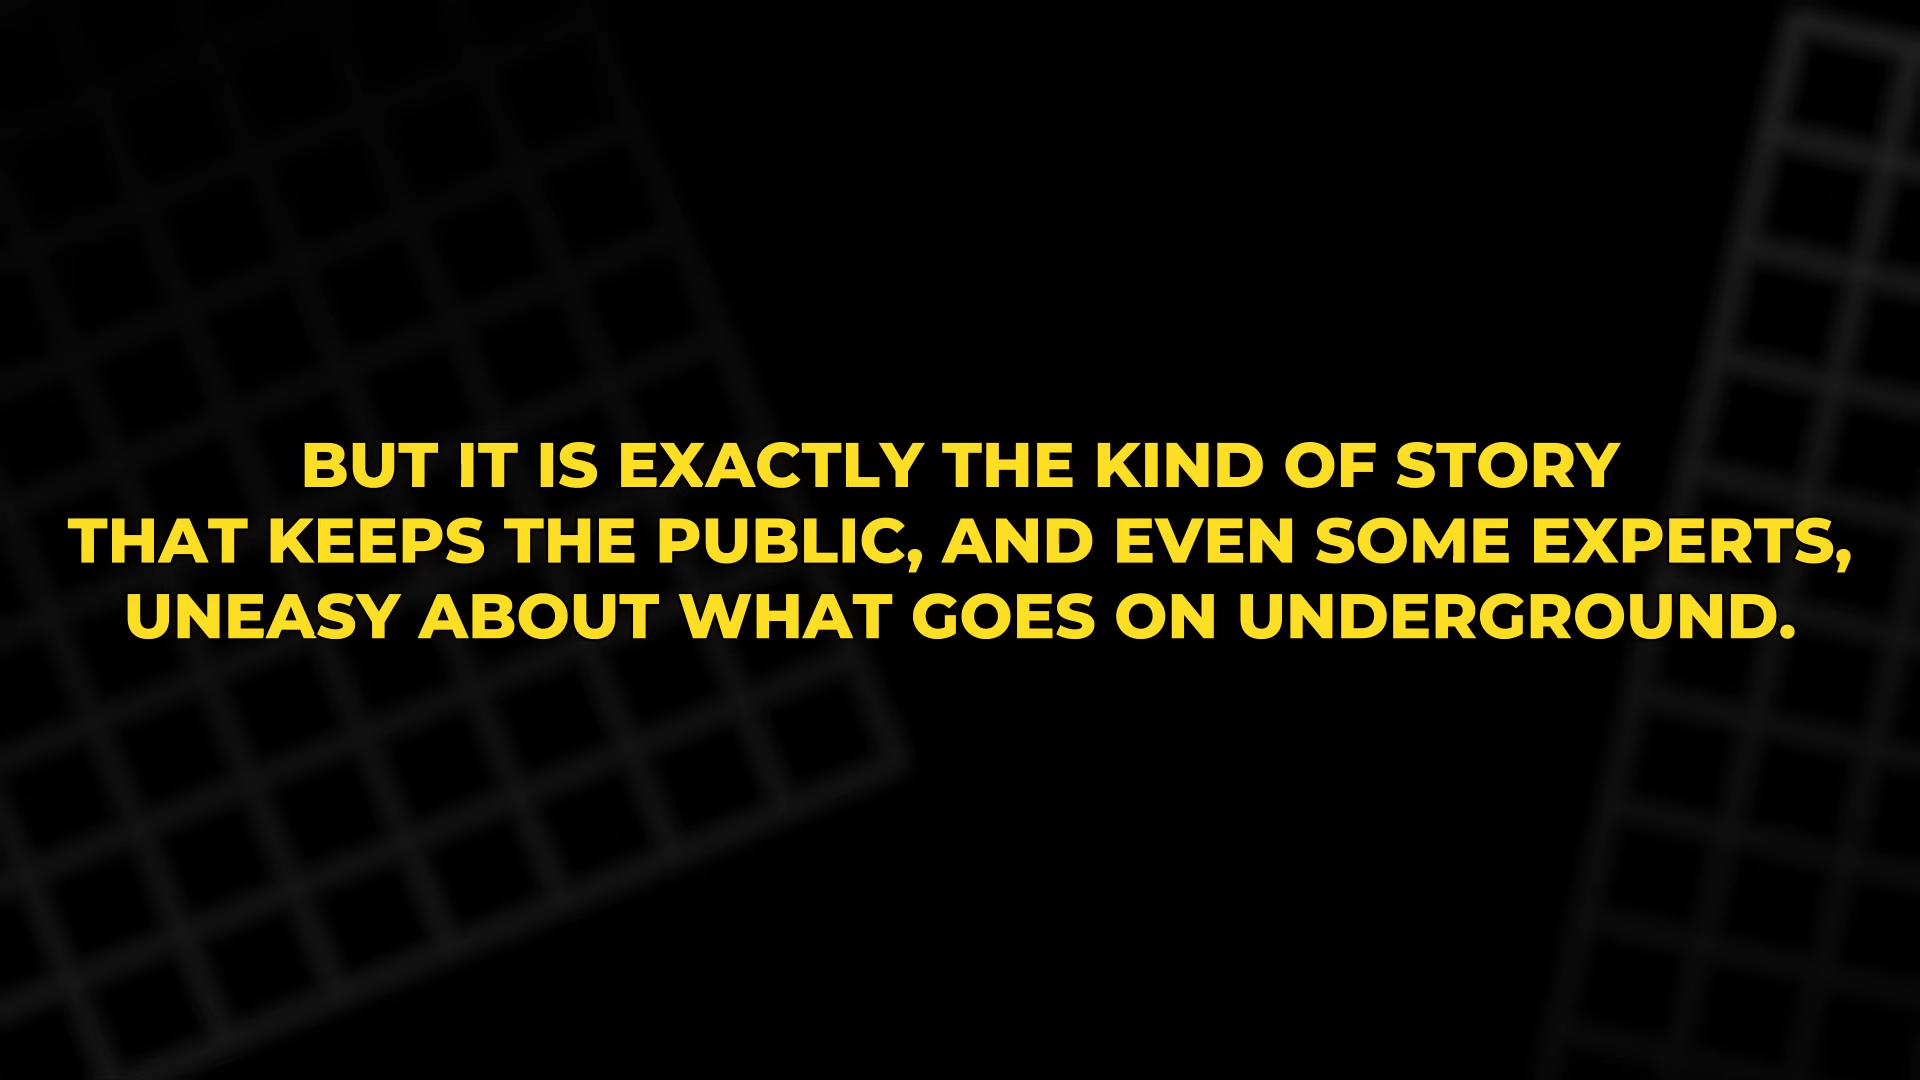 BUT IT IS EXACTLY THE KIND OF STORY
THAT KEEPS THE PUBLIC, AND EVEN SOME EXPERTS,
UNEASY ABOUT WHAT GOES ON UNDERGROUND.